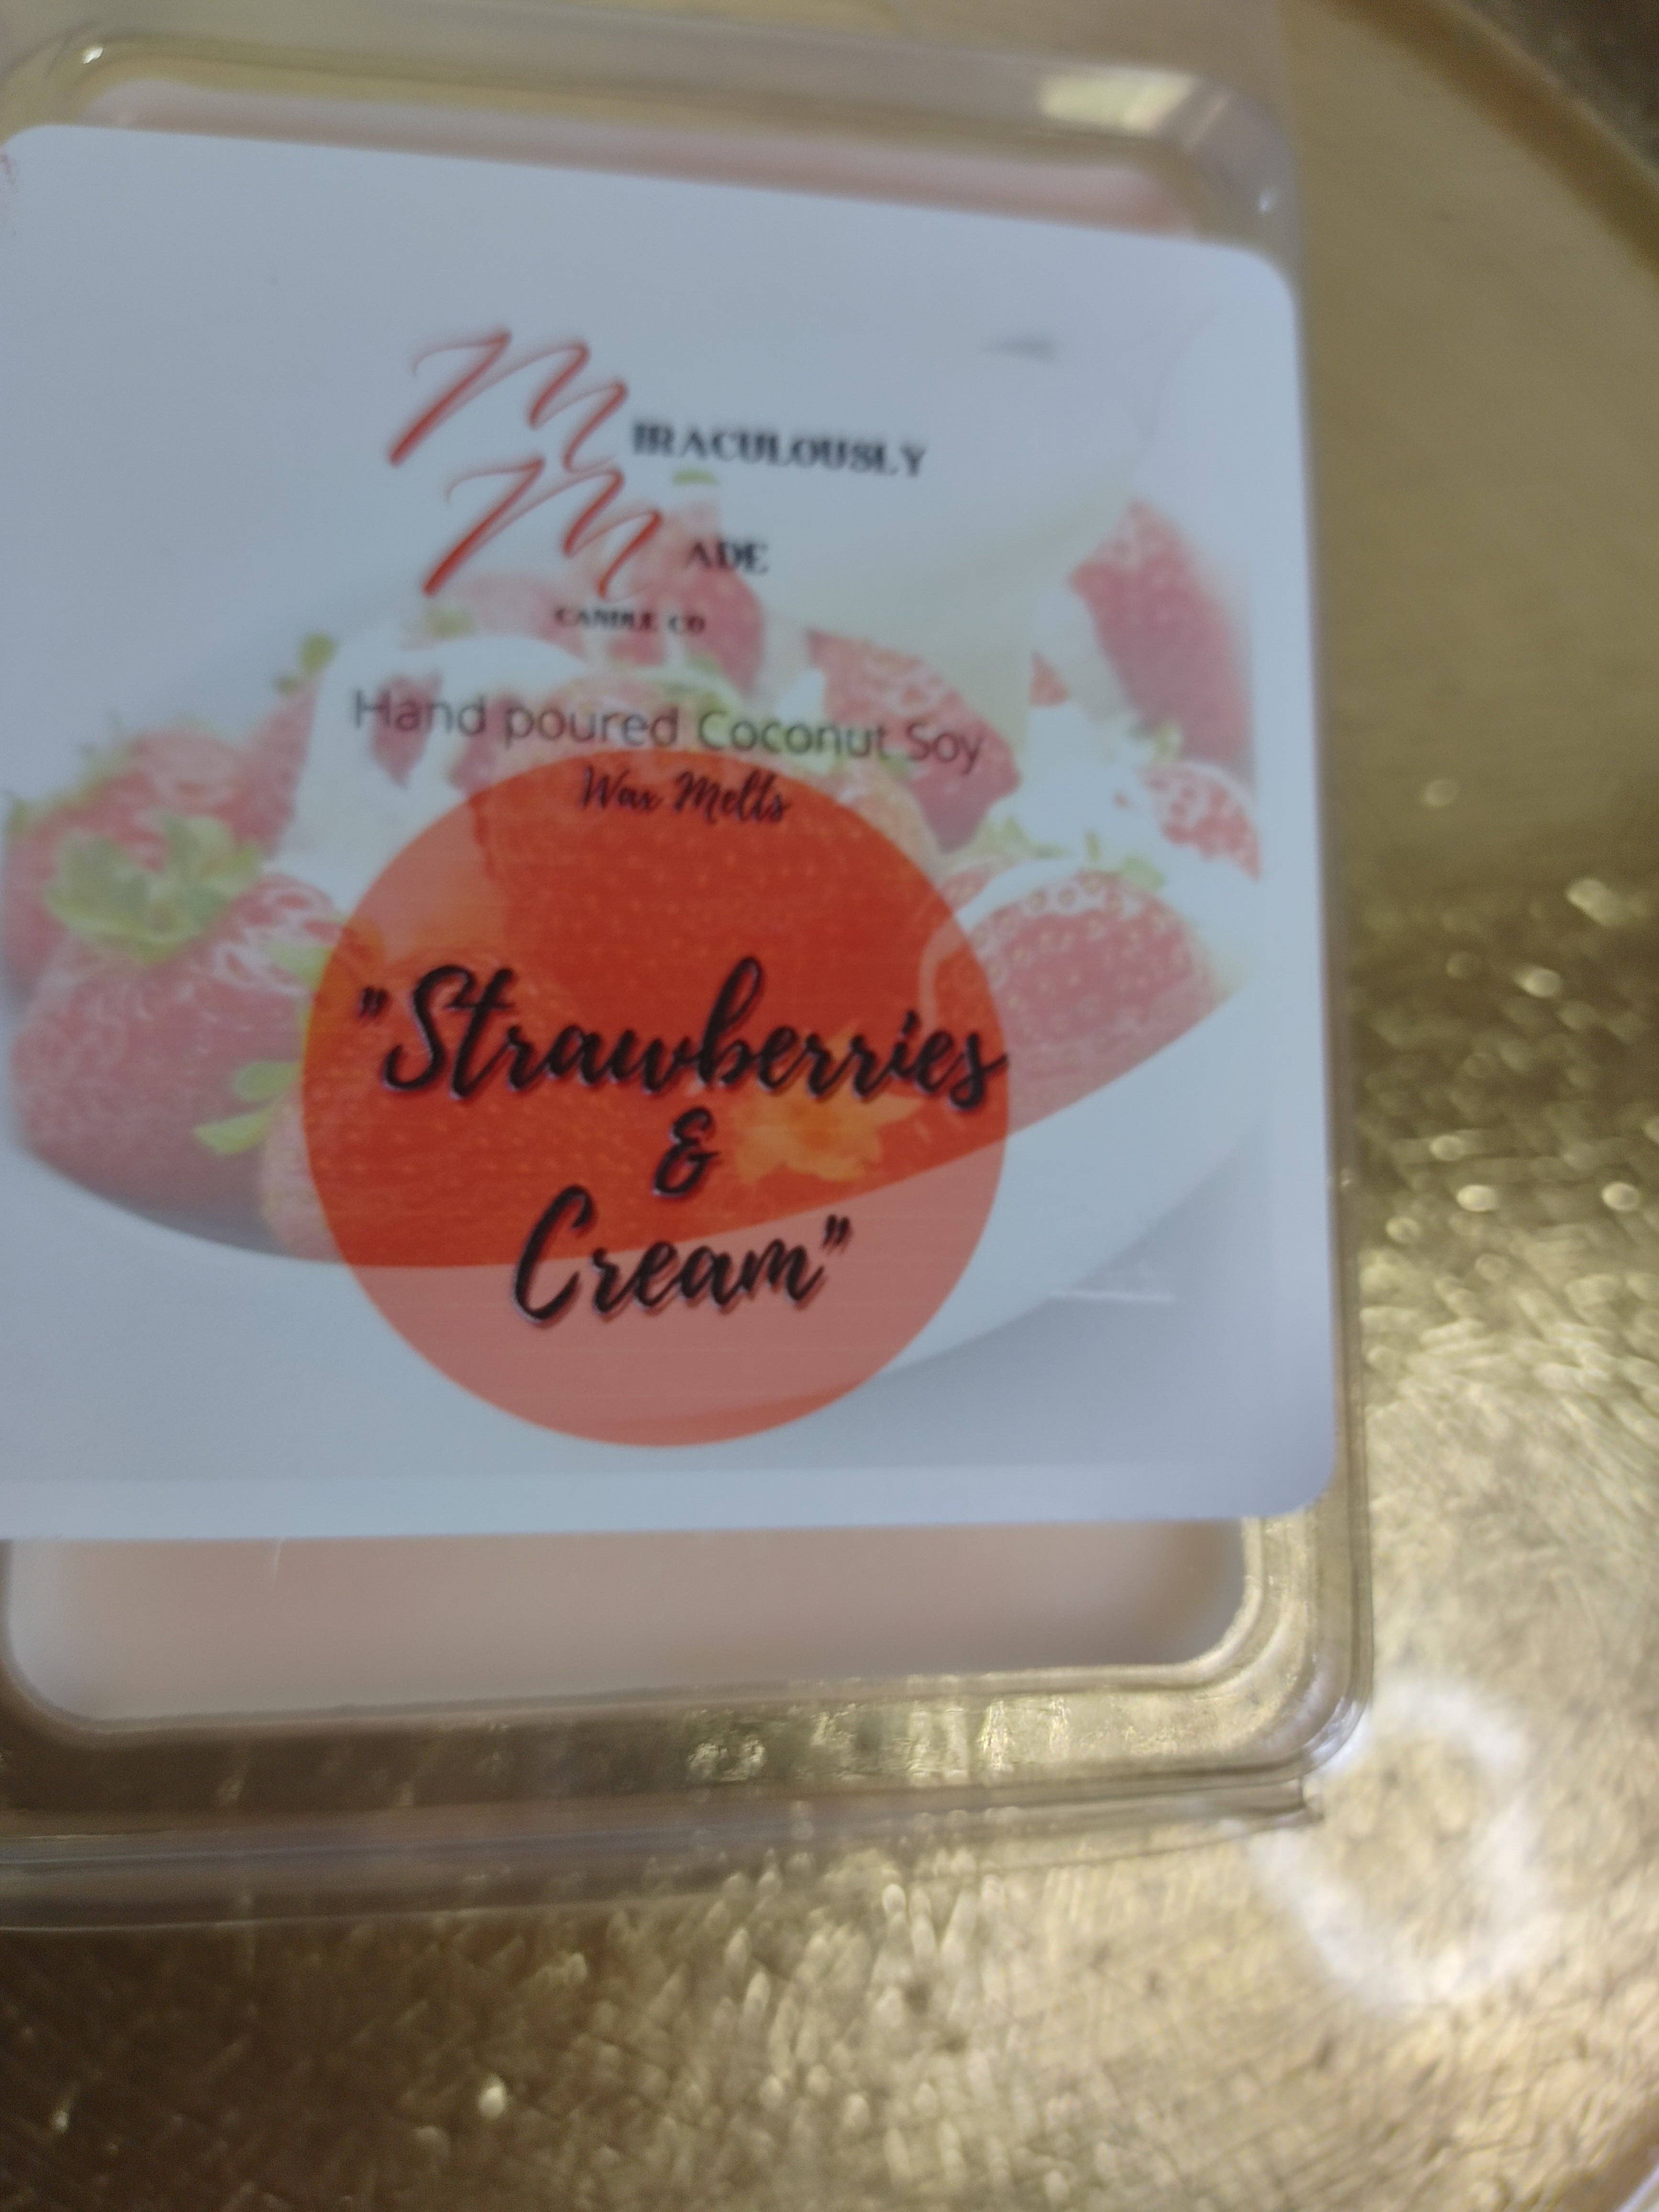 MIRACULOUSLY
MADE
CANDLE CO
Hand poured Coconut Soy
Wax Melts
"Strawberries
&
Cream"